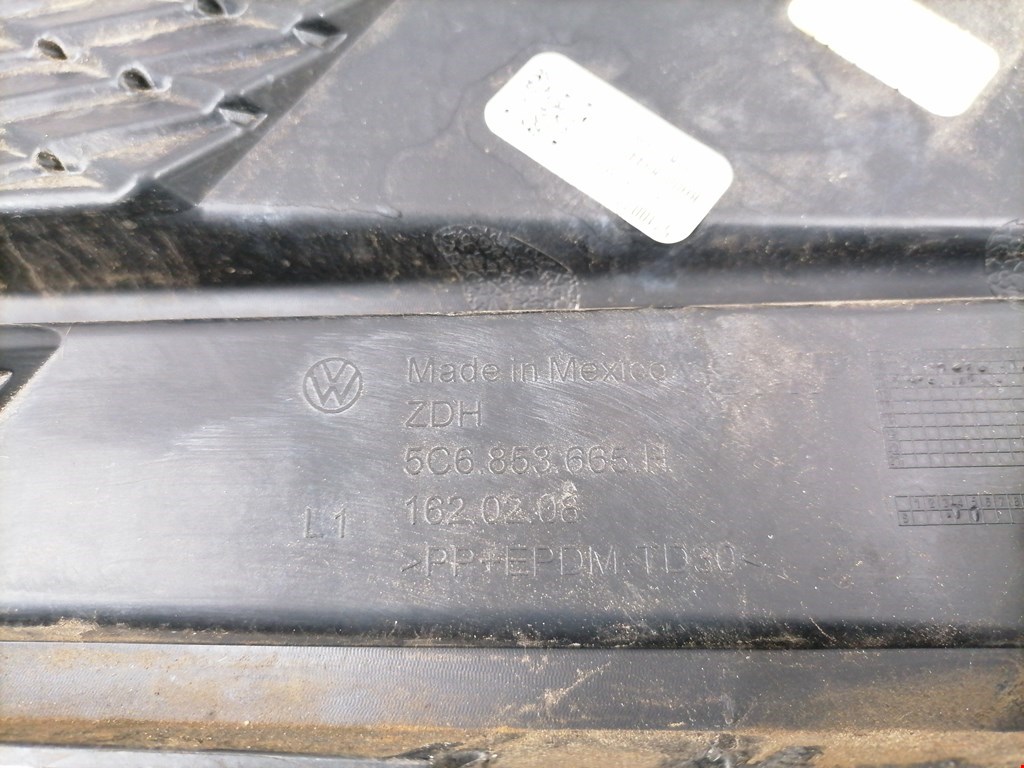 Made in Mexico
ZDH
5C6.853.665.H
162.02.08
L1
>PP+EPDM-TD30<